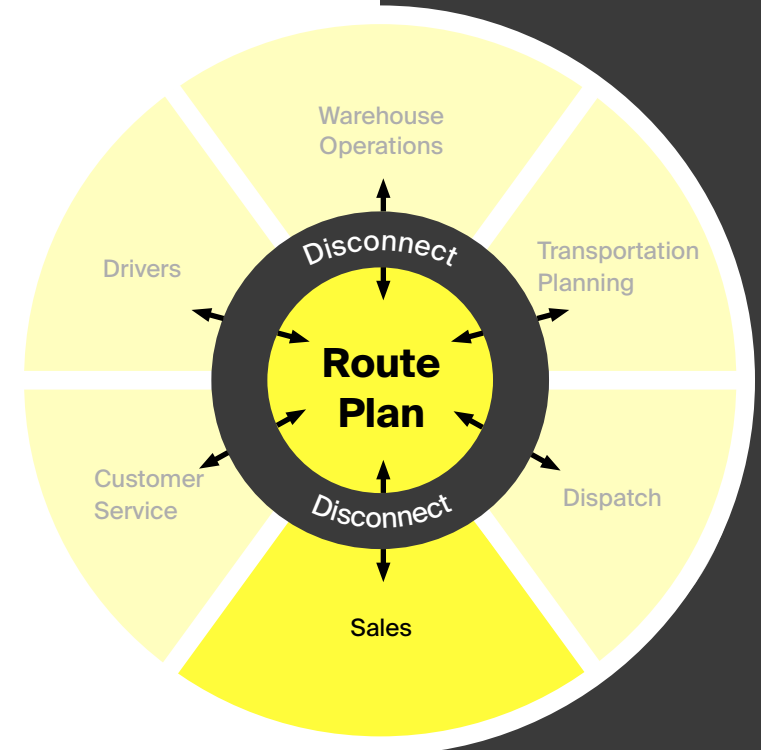 Warehouse
Operations
Disconnect
Drivers
Transportation
Planning
Route
Plan
Customer
Service
Dispatch
Disconnect
Sales